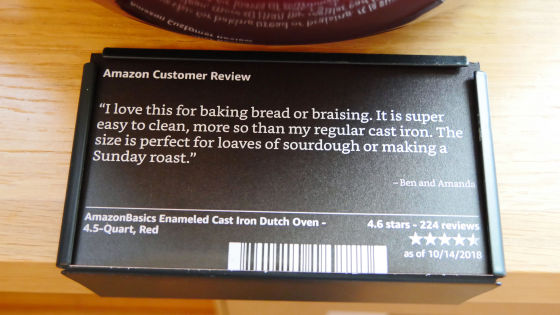 Amazon Customer Review
“I love this for baking bread or braising. It is super
easy to clean, more so than my regular cast iron. The
size is perfect for loaves of sourdough or making a
Sunday roast.”
–Ben and Amanda
AmazonBasics Enameled Cast Iron Dutch Oven –
4.5-Quart, Red
4.6 stars - 224 reviews
as of 10/14/2018